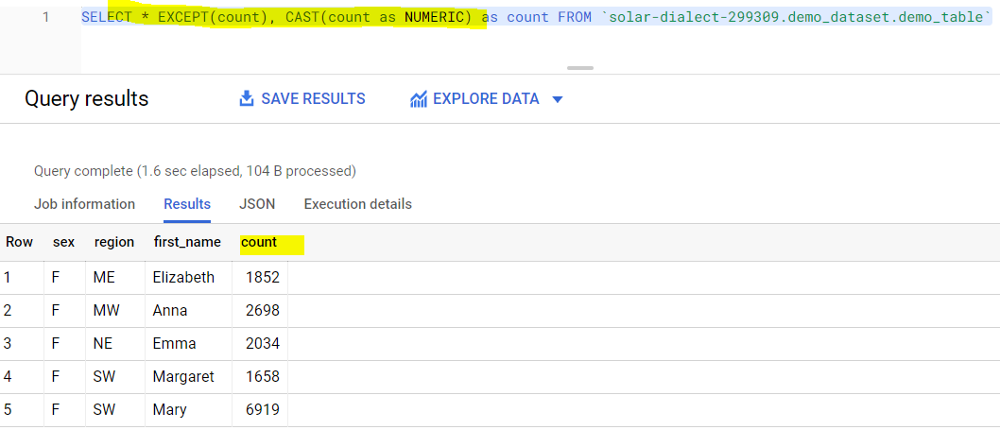 1 SELECT * EXCEPT(count), CAST(count as NUMERIC) as count FROM `solar-dialect-299309.demo_dataset.demo_table`
Query results SAVE RESULTS EXPLORE DATA
Query complete (1.6 sec elapsed, 104 B processed)
Job information Results JSON Execution details
Row sex region first_name count
1 F ME Elizabeth 1852
2 F MW Anna 2698
3 F NE Emma 2034
4 F SW Margaret 1658
5 F SW Mary 6919